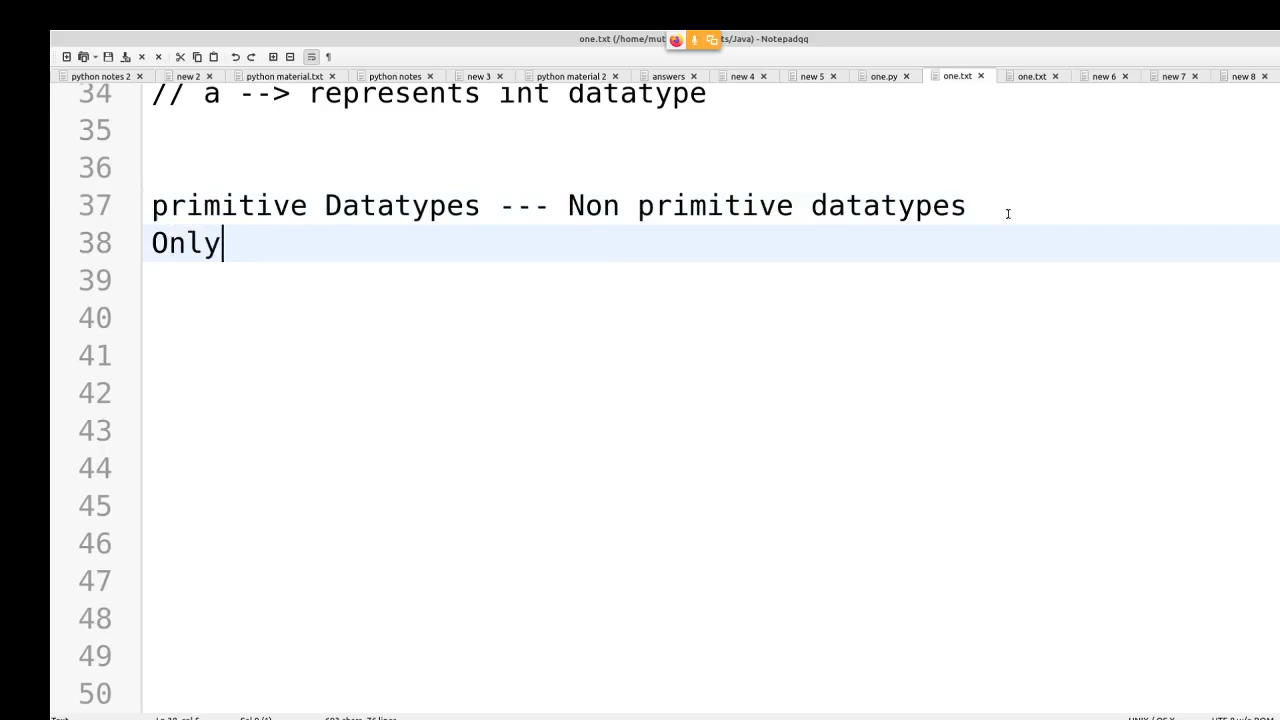 one.txt (/home/mut ts/Java) - Notepadqq
python notes 2 new 2 python material.txt python notes new 3 python material 2 answers new 4 new 5 one.py one.txt one.txt new 6 new 7 new 8
34 // a --> represents int datatype
35
36
37 primitive Datatypes --- Non primitive datatypes
38 Only
39
40
41
42
43
44
45
46
47
48
49
50